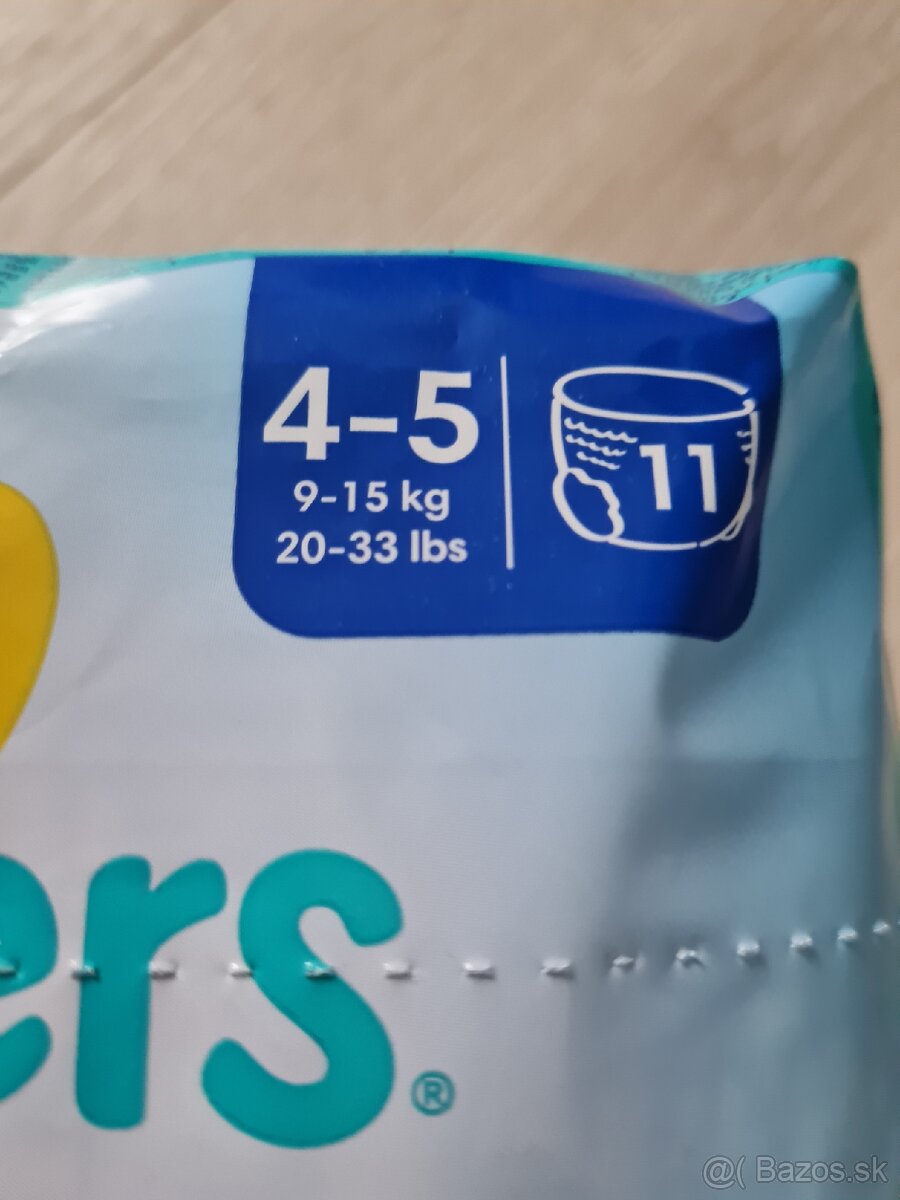 4-5
9-15 kg
20-33 lbs
11
ers®
@( Bazos.sk